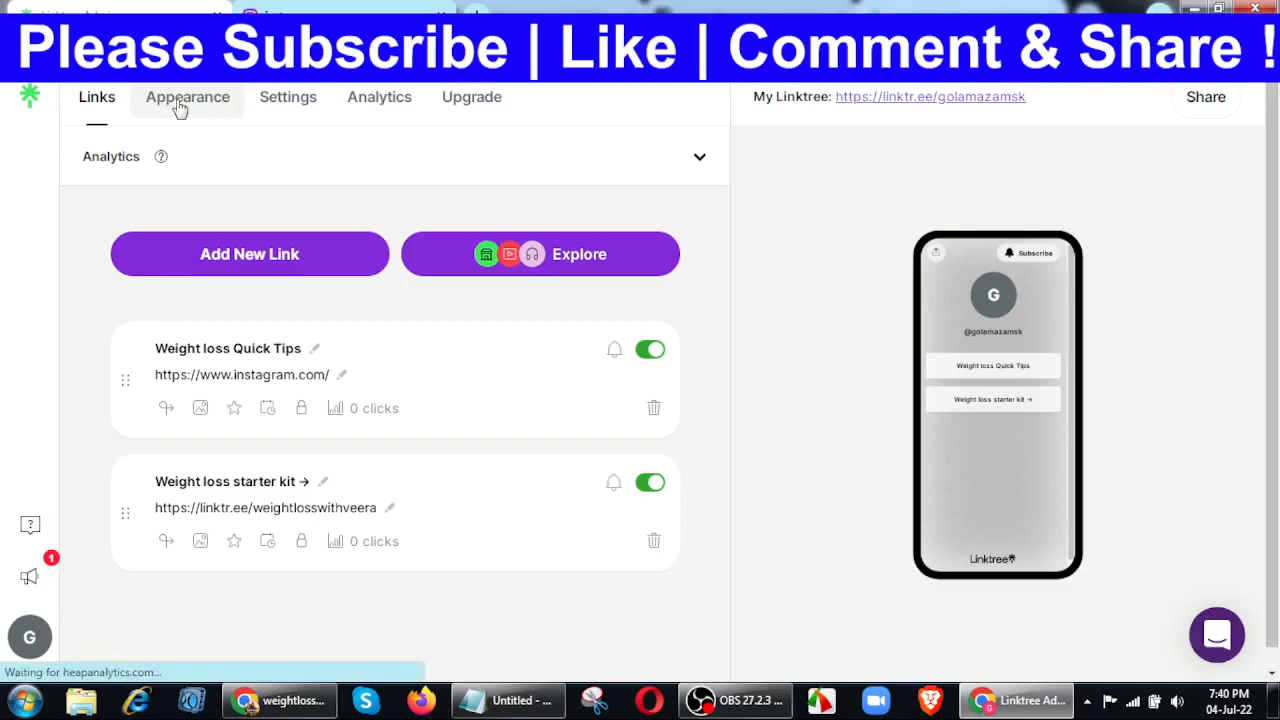 Please Subscribe | Like | Comment & Share !
Links
Appearance
Settings
Analytics
Upgrade
My Linktree: https://linktr.ee/golamazamsk
Share
Analytics ?
Add New Link
Explore
Weight loss Quick Tips
https://www.instagram.com/
0 clicks
Weight loss starter kit →
https://linktr.ee/weightlosswithveera
0 clicks
Subscribe
G
@golamazamsk
Weight loss Quick Tips
Weight loss starter kit →
Linktree
?
1
G
Waiting for heapanalytics.com...
weightloss...
Untitled - ...
OBS 27.2.3 ...
Linktree Ad...
7:40 PM
04-Jul-22